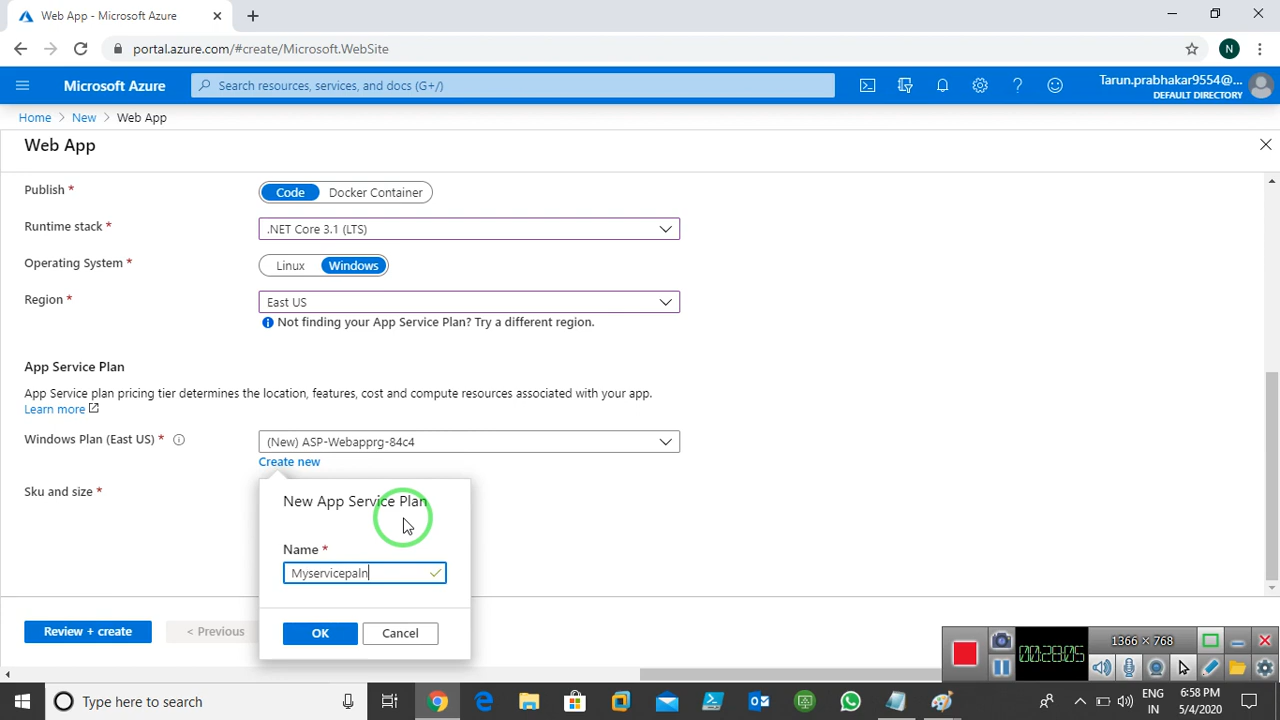 Web App - Microsoft Azure
portal.azure.com/#create/Microsoft.WebSite
N
Microsoft Azure
Search resources, services, and docs (G+/)
Tarun.prabhakar9554@...
DEFAULT DIRECTORY
Home > New > Web App
Web App
Publish *
Code
Docker Container
Runtime stack *
.NET Core 3.1 (LTS)
Operating System *
Linux
Windows
Region *
East US
Not finding your App Service Plan? Try a different region.
App Service Plan
App Service plan pricing tier determines the location, features, cost and compute resources associated with your app.
Learn more
Windows Plan (East US) *
(New) ASP-Webapprg-84c4
Create new
Sku and size *
New App Service Plan
Name *
Myservicepaln
OK
Cancel
Review + create
< Previous
00:28:05
1366 × 768
Type here to search
ENG
IN
6:58 PM
5/4/2020